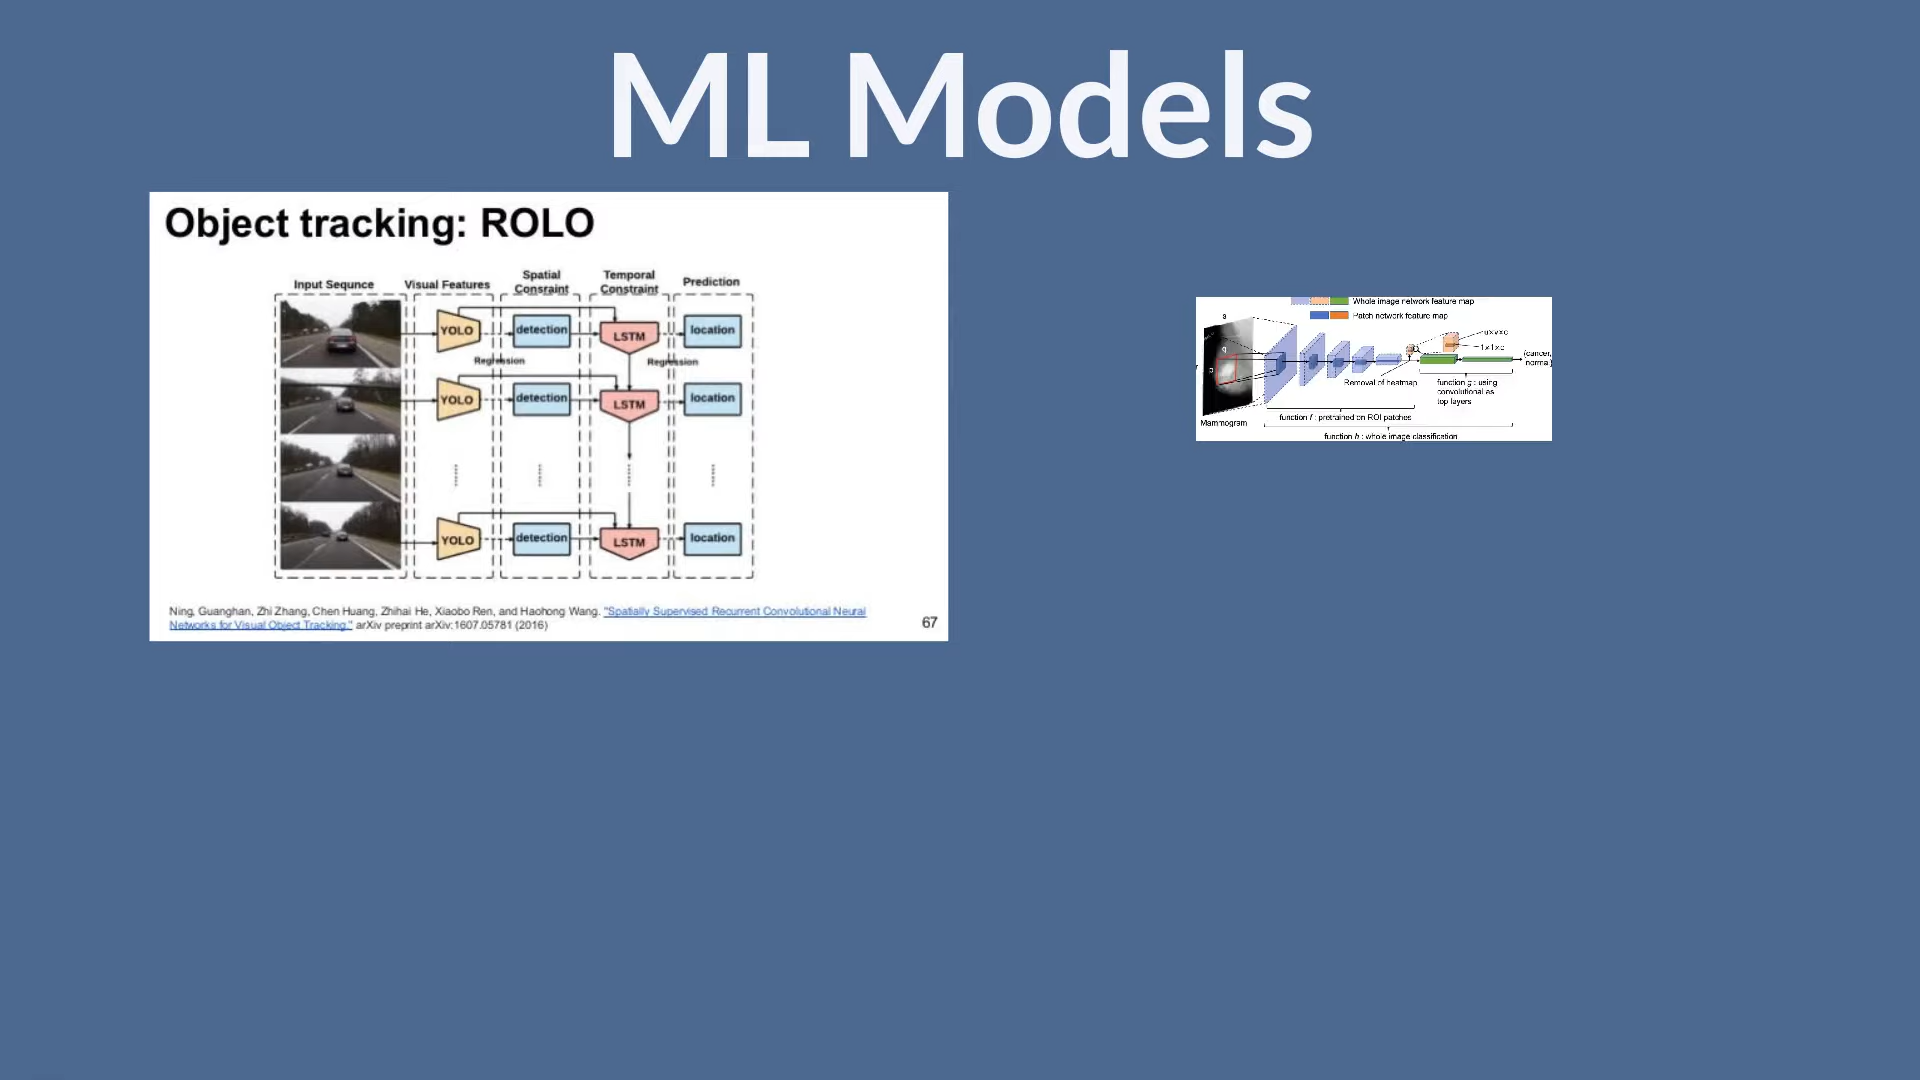 ML Models
Object tracking: ROLO
Input Sequnce
Visual Features
Spatial
Consraint
Temporal
Constraint
Prediction
YOLO
detection
LSTM
location
Regression
Regression
YOLO
detection
LSTM
location
YOLO
detection
LSTM
location
Ning, Guanghan, Zhi Zhang, Chen Huang, Zhihai He, Xiaobo Ren, and Haohong Wang. "Spatially Supervised Recurrent Convolutional Neural
Networks for Visual Object Tracking." arXiv preprint arXiv:1607.05781 (2016)
67
Whole image network feature map
Patch network feature map
q
p
u×v×c
1×1×c
(cancer,
normal)
Removal of heatmap
function g : using
convolutional as
top layers
function f : pretrained on ROI patches
Mammogram
function h : whole image classification